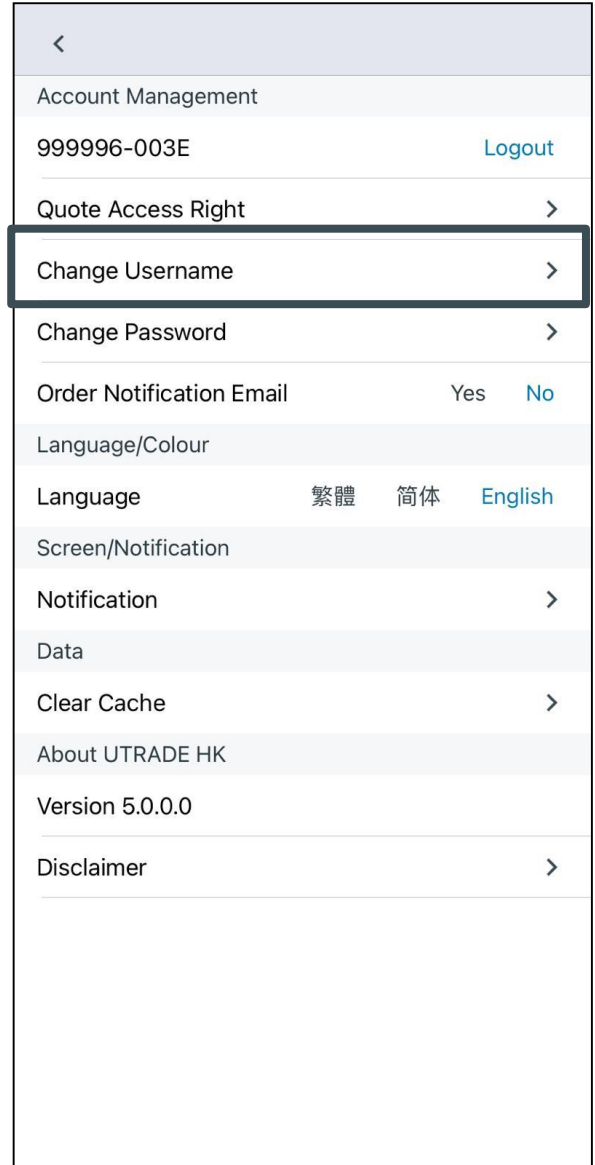 Account Management
999996-003E Logout
Quote Access Right
Change Username
Change Password
Order Notification Email Yes No
Language/Colour
Language 繁體 简体 English
Screen/Notification
Notification
Data
Clear Cache
About UTRADE HK
Version 5.0.0.0
Disclaimer